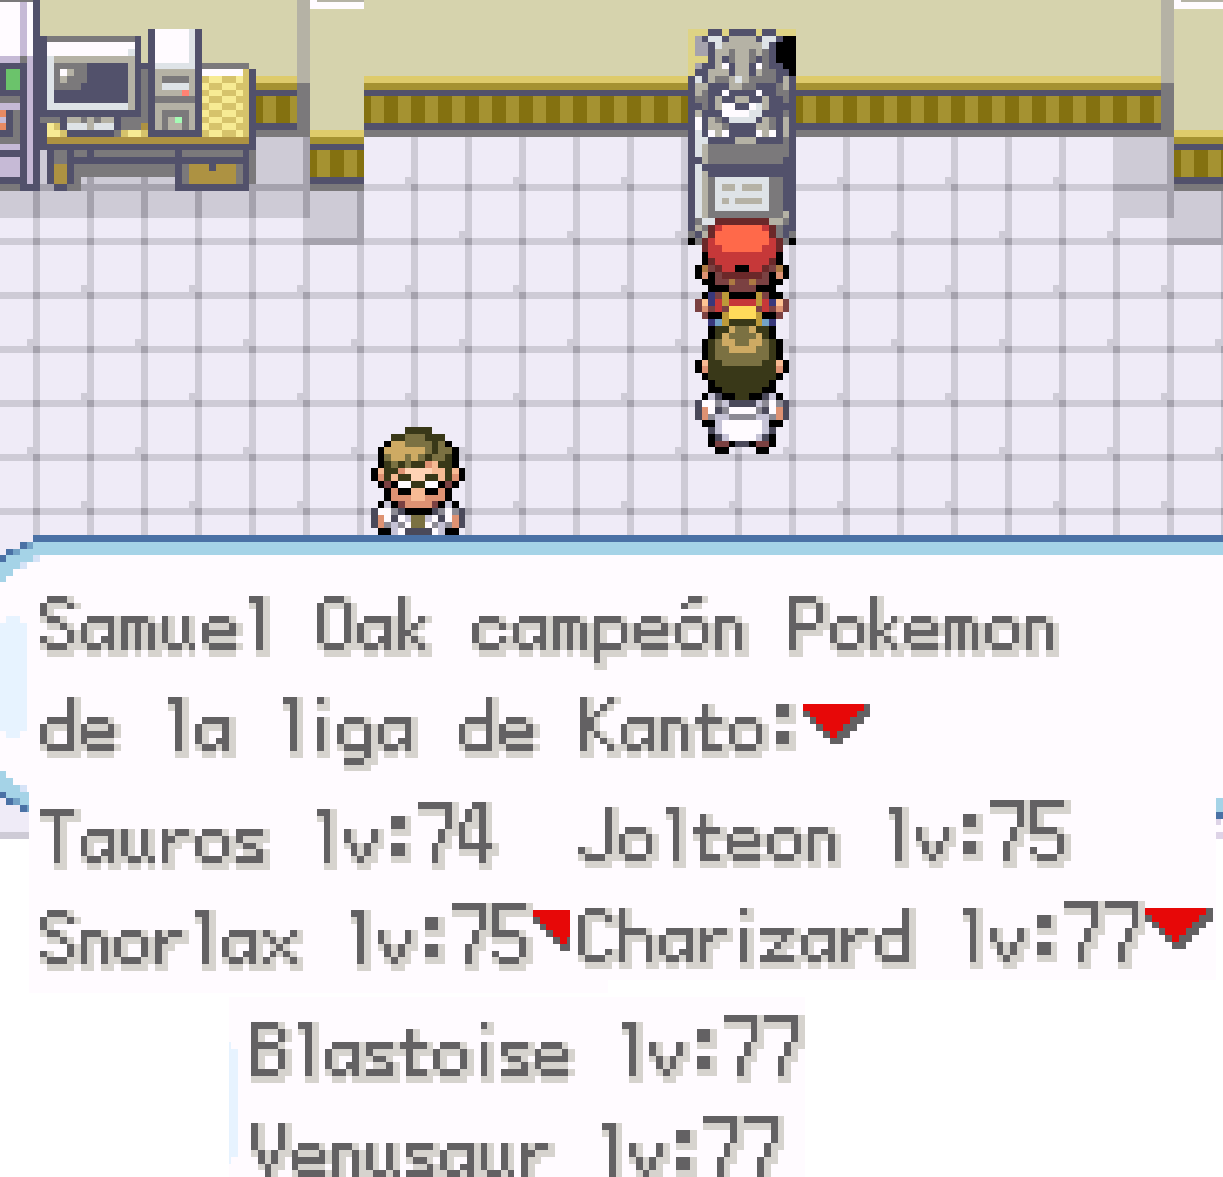 Samuel Oak campeón Pokemon
de la liga de Kanto:
Tauros lv:74 Jolteon lv:75
Snorlax lv:75 Charizard lv:77
Blastoise lv:77
Venusaur lv:77